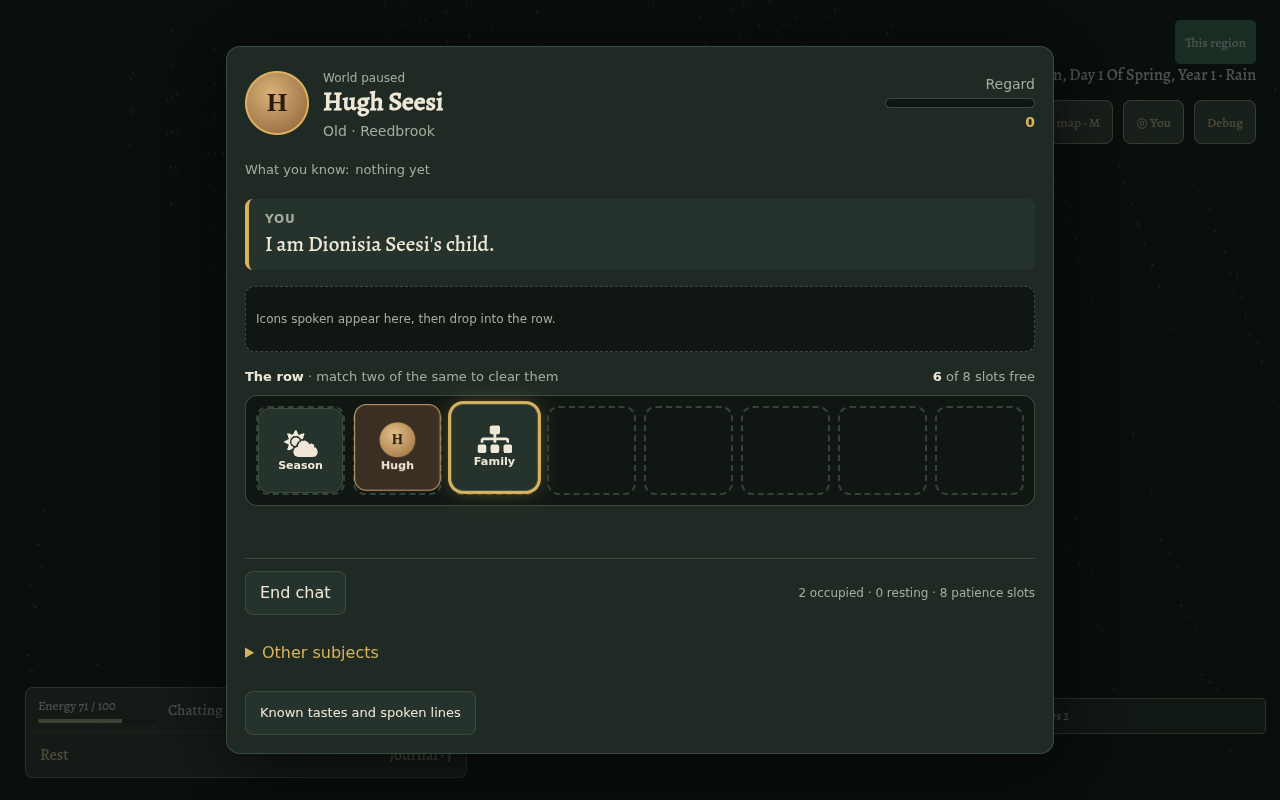 This region
World paused
H
Hugh Seesi
Old · Reedbrook
Regard
0
, Day 1 Of Spring, Year 1 · Rain
map · M
◎ You
Debug
What you know: nothing yet
YOU
I am Dionisia Seesi's child.
Icons spoken appear here, then drop into the row.
The row · match two of the same to clear them
6 of 8 slots free
Season
H
Hugh
Family
End chat
2 occupied · 0 resting · 8 patience slots
▶ Other subjects
Known tastes and spoken lines
Energy 71 / 100
Chatting
Rest
Journal · J
2